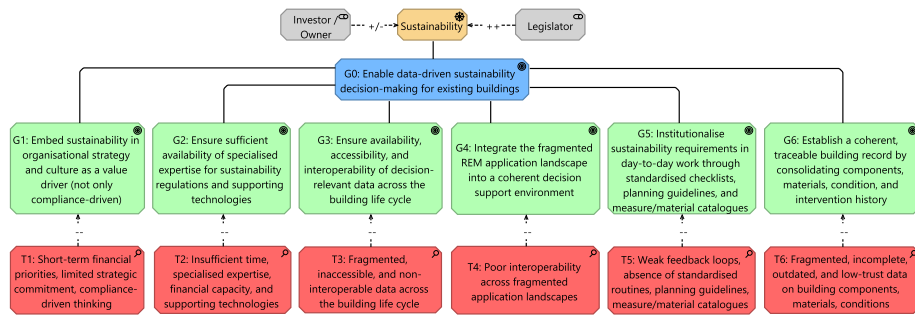 Investor /
Owner
+/-
Sustainability
++
Legislator
G0: Enable data-driven sustainability
decision-making for existing buildings
G1: Embed sustainability in
organisational strategy
and culture as a value
driver (not only
compliance-driven)
G2: Ensure sufficient
availability of specialised
expertise for sustainability
regulations and supporting
technologies
G3: Ensure availability,
accessibility, and
interoperability of decision-
relevant data across the
building life cycle
G4: Integrate the fragmented
REM application landscape
into a coherent decision
support environment
G5: Institutionalise
sustainability requirements in
day-to-day work through
standardised checklists,
planning guidelines, and
measure/material catalogues
G6: Establish a coherent,
traceable building record by
consolidating components,
materials, condition, and
intervention history
--
--
--
--
--
--
T1: Short-term financial
priorities, limited strategic
commitment, compliance-
driven thinking
T2: Insufficient time,
specialised expertise,
financial capacity, and
supporting technologies
T3: Fragmented,
inaccessible, and non-
interoperable data across
the building life cycle
T4: Poor interoperability
across fragmented
application landscapes
T5: Weak feedback loops,
absence of standardised
routines, planning guidelines,
measure/material catalogues
T6: Fragmented, incomplete,
outdated, and low-trust data
on building components,
materials, conditions